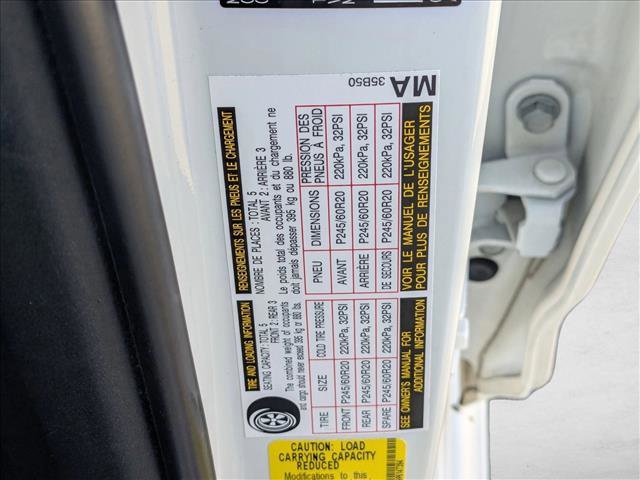 TIRE AND LOADING INFORMATION
SEATING CAPACITY : TOTAL 5
FRONT 2 : REAR 3
The combined weight of occupants
and cargo should never exceed 395 kg or 880 lbs.
TIRE SIZE COLD TIRE PRESSURE
FRONT P245/60R20 220kPa, 32PSI
REAR P245/60R20 220kPa, 32PSI
SPARE P245/60R20 220kPa, 32PSI
SEE OWNER'S MANUAL FOR
ADDITIONAL INFORMATION
RENSEIGNEMENTS SUR LES PNEUS ET LE CHARGEMENT
NOMBRE DE PLACES : TOTAL 5
AVANT 2 : ARRIÈRE 3
Le poids total des occupants et du chargement ne
doit jamais dépasser 395 kg ou 880 lb.
PNEU DIMENSIONS PRESSION DES
PNEUS À FROID
AVANT P245/60R20 220kPa, 32PSI
ARRIÈRE P245/60R20 220kPa, 32PSI
DE SECOURS P245/60R20 220kPa, 32PSI
VOIR LE MANUEL DE L'USAGER
POUR PLUS DE RENSEIGNEMENTS
35B50
MA
CAUTION: LOAD
CARRYING CAPACITY
REDUCED
Modifications to this